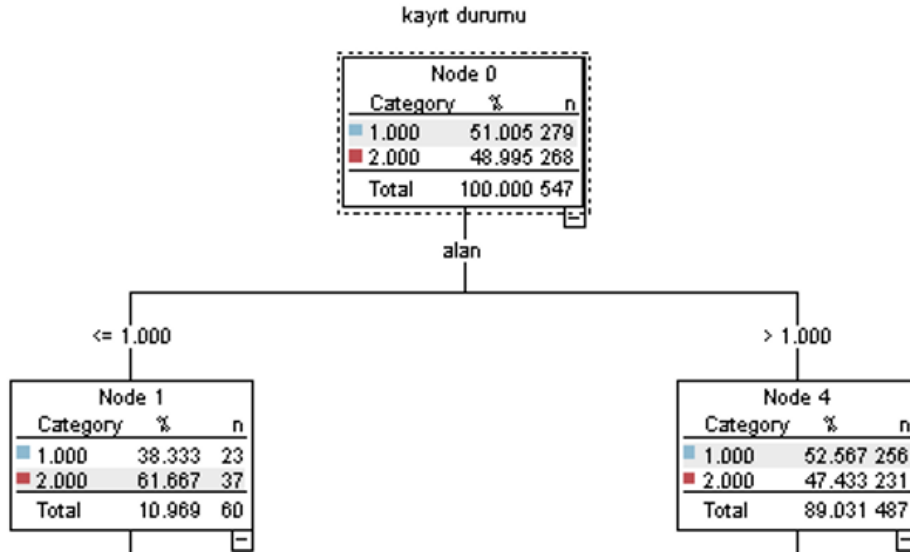 kayıt durumu
Node 0
Category % n
1.000 51.005 279
2.000 48.995 268
Total 100.000 547
alan
<= 1.000
> 1.000
Node 1
Category % n
1.000 38.333 23
2.000 61.667 37
Total 10.969 60
Node 4
Category % n
1.000 52.567 256
2.000 47.433 231
Total 89.031 487